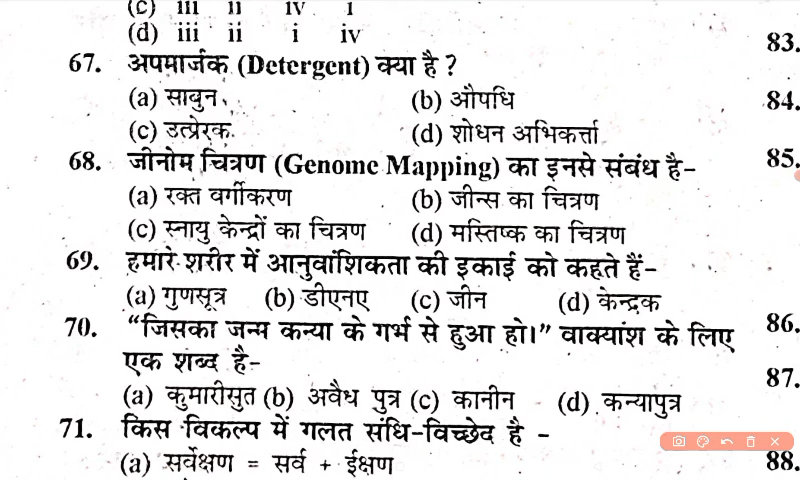 (c) iii ii iv i
(d) iii ii i iv
67. अपमार्जक (Detergent) क्या है ?
(a) साबुन (b) औषधि
(c) उत्प्रेरक (d) शोधन अभिकर्त्ता
68. जीनोम चित्रण (Genome Mapping) का इनसे संबंध है-
(a) रक्त वर्गीकरण (b) जीन्स का चित्रण
(c) स्नायु केन्द्रों का चित्रण (d) मस्तिष्क का चित्रण
69. हमारे शरीर में आनुवांशिकता की इकाई को कहते हैं-
(a) गुणसूत्र (b) डीएनए (c) जीन (d) केन्द्रक
70. “जिसका जन्म कन्या के गर्भ से हुआ हो।” वाक्यांश के लिए
एक शब्द है-
(a) कुमारीसुत (b) अवैध पुत्र (c) कानीन (d) कन्यापुत्र
71. किस विकल्प में गलत संधि-विच्छेद है -
(a) सर्वेक्षण = सर्व + ईक्षण
83.
84.
85.
86.
87.
88.